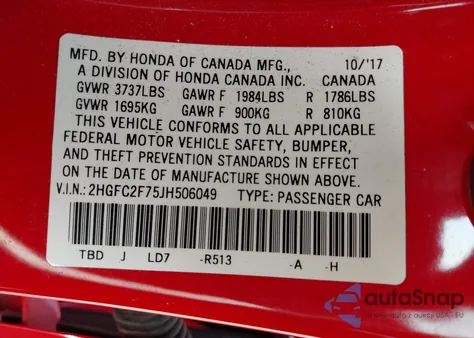 MFD. BY HONDA OF CANADA MFG., 10/'17
A DIVISION OF HONDA CANADA INC. CANADA
GVWR 3737LBS GAWR F 1984LBS R 1786LBS
GVWR 1695KG GAWR F 900KG R 810KG
THIS VEHICLE CONFORMS TO ALL APPLICABLE
FEDERAL MOTOR VEHICLE SAFETY, BUMPER,
AND THEFT PREVENTION STANDARDS IN EFFECT
ON THE DATE OF MANUFACTURE SHOWN ABOVE.
V.I.N.: 2HGFC2F75JH506049 TYPE: PASSENGER CAR
TBD J LD7 -R513 -A -H
autoSnap